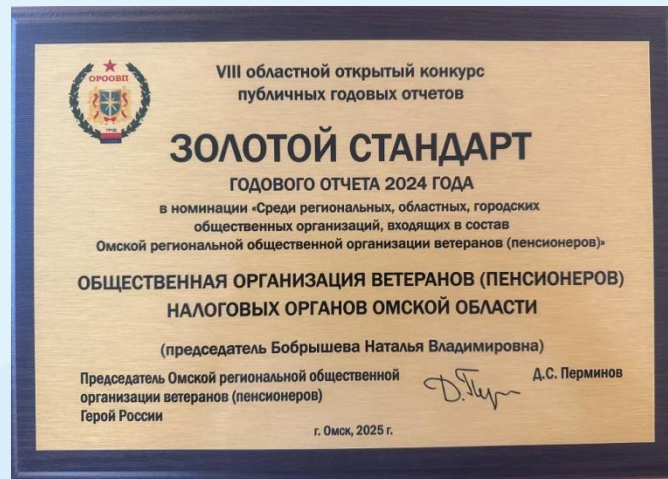 ОРООВП
VIII областной открытый конкурс
публичных годовых отчетов
ЗОЛОТОЙ СТАНДАРТ
ГОДОВОГО ОТЧЕТА 2024 ГОДА
в номинации «Среди региональных, областных, городских
общественных организаций, входящих в состав
Омской региональной общественной организации ветеранов (пенсионеров)»
ОБЩЕСТВЕННАЯ ОРГАНИЗАЦИЯ ВЕТЕРАНОВ (ПЕНСИОНЕРОВ)
НАЛОГОВЫХ ОРГАНОВ ОМСКОЙ ОБЛАСТИ
(председатель Бобрышева Наталья Владимировна)
Председатель Омской региональной общественной
организации ветеранов (пенсионеров)
Герой России
Д.С. Перминов
г. Омск, 2025 г.